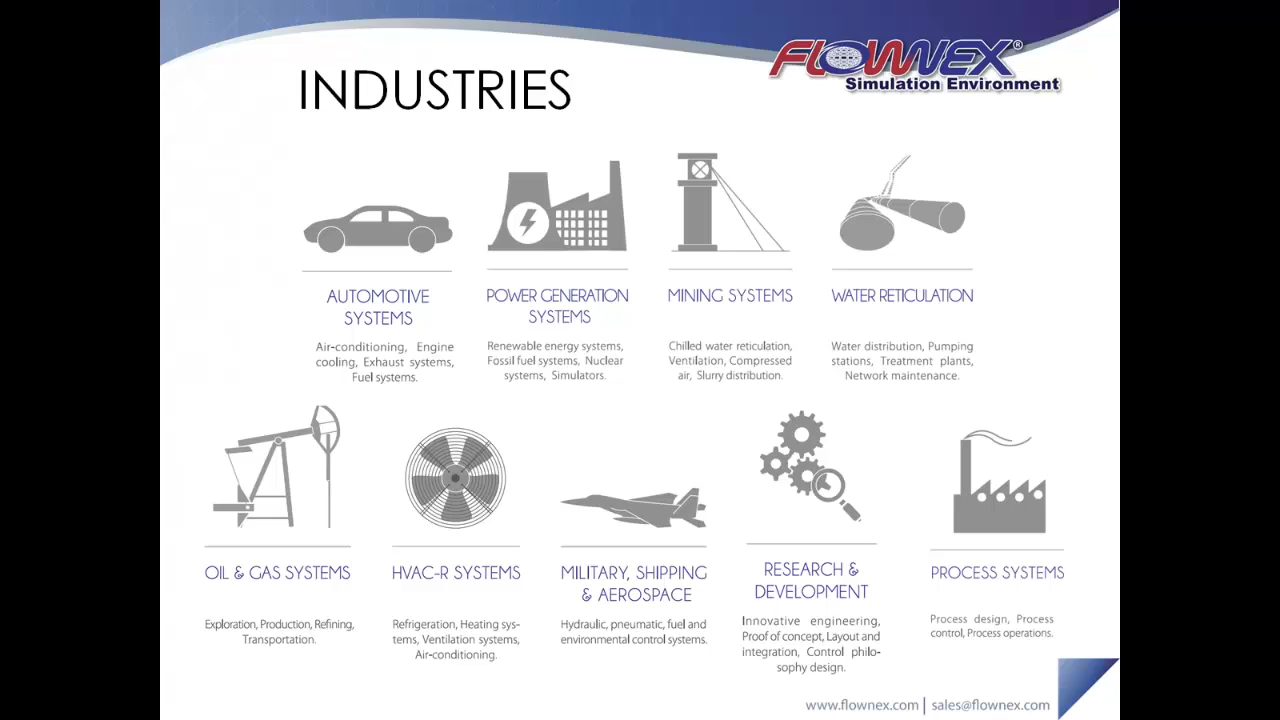 FLOWNEX®
Simulation Environment
INDUSTRIES
AUTOMOTIVE
SYSTEMS
Air-conditioning, Engine
cooling, Exhaust systems,
Fuel systems.
POWER GENERATION
SYSTEMS
Renewable energy systems,
Fossil fuel systems, Nuclear
systems, Simulators.
MINING SYSTEMS
Chilled water reticulation,
Ventilation, Compressed
air, Slurry distribution.
WATER RETICULATION
Water distribution, Pumping
stations, Treatment plants,
Network maintenance.
OIL & GAS SYSTEMS
Exploration, Production, Refining,
Transportation.
HVAC-R SYSTEMS
Refrigeration, Heating sys-
tems, Ventilation systems,
Air-conditioning.
MILITARY, SHIPPING
& AEROSPACE
Hydraulic, pneumatic, fuel and
environmental control systems.
RESEARCH &
DEVELOPMENT
Innovative engineering,
Proof of concept, Layout and
integration, Control philo-
sophy design.
PROCESS SYSTEMS
Process design, Process
control, Process operations.
www.flownex.com | sales@flownex.com